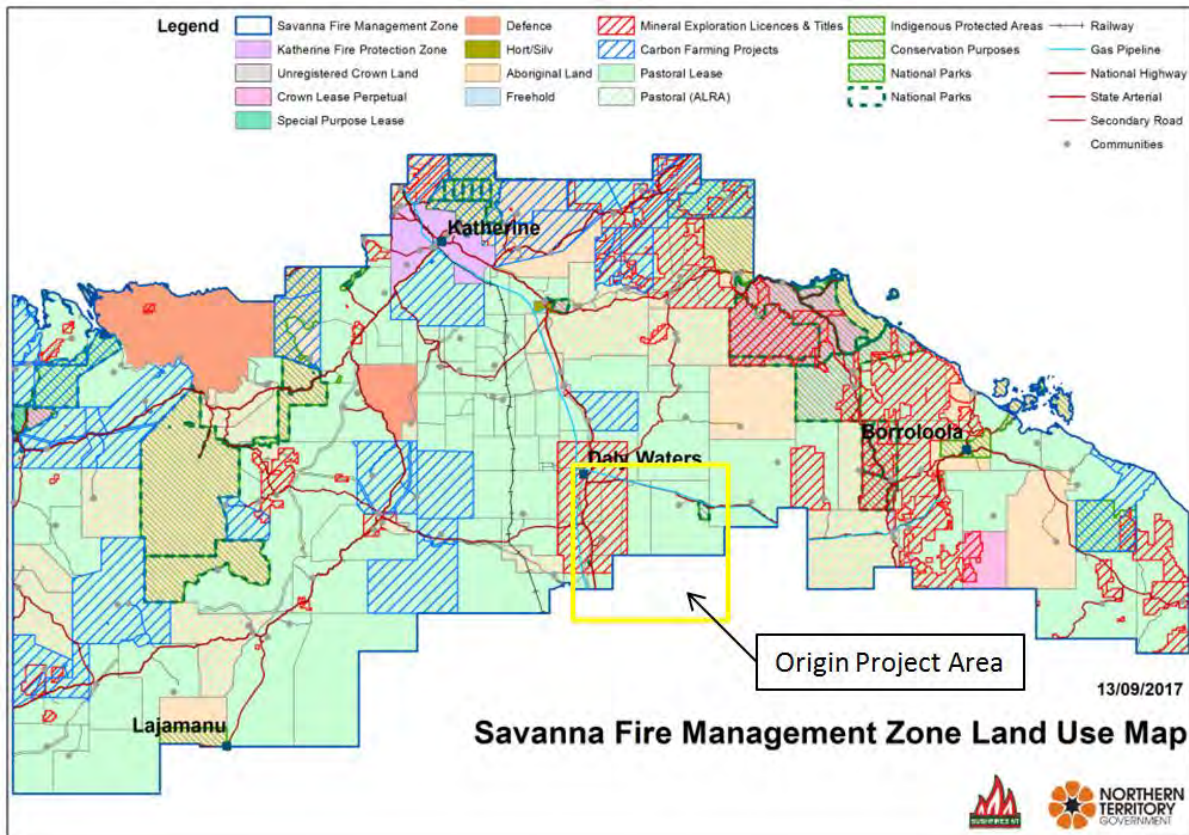 Legend
Savanna Fire Management Zone
Katherine Fire Protection Zone
Unregistered Crown Land
Crown Lease Perpetual
Special Purpose Lease
Defence
Hort/Silv
Aboriginal Land
Freehold
Mineral Exploration Licences & Titles
Carbon Farming Projects
Pastoral Lease
Pastoral (ALRA)
Indigenous Protected Areas
Conservation Purposes
National Parks
National Parks
Railway
Gas Pipeline
National Highway
State Arterial
Secondary Road
Communities
Katherine
Daly Waters
Borroloola
Origin Project Area
13/09/2017
Lajamanu
Savanna Fire Management Zone Land Use Map
BUSHFIRES NT
NORTHERN
TERRITORY
GOVERNMENT